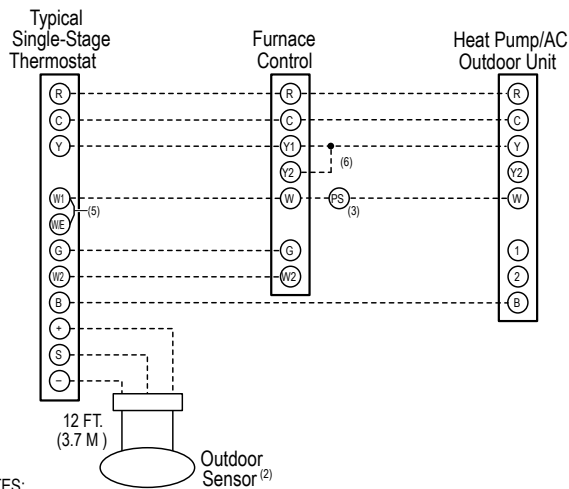 Typical
Single-Stage
Thermostat
Furnace
Control
Heat Pump/AC
Outdoor Unit
R R R
C C C
Y Y1 Y
Y2 (6) Y2
W1 W PS (3) W
(5)
W/E
G G 1
W2 W2 2
B B
+
S
–
12 FT.
(3.7 M )
Outdoor
Sensor (2)
TES: